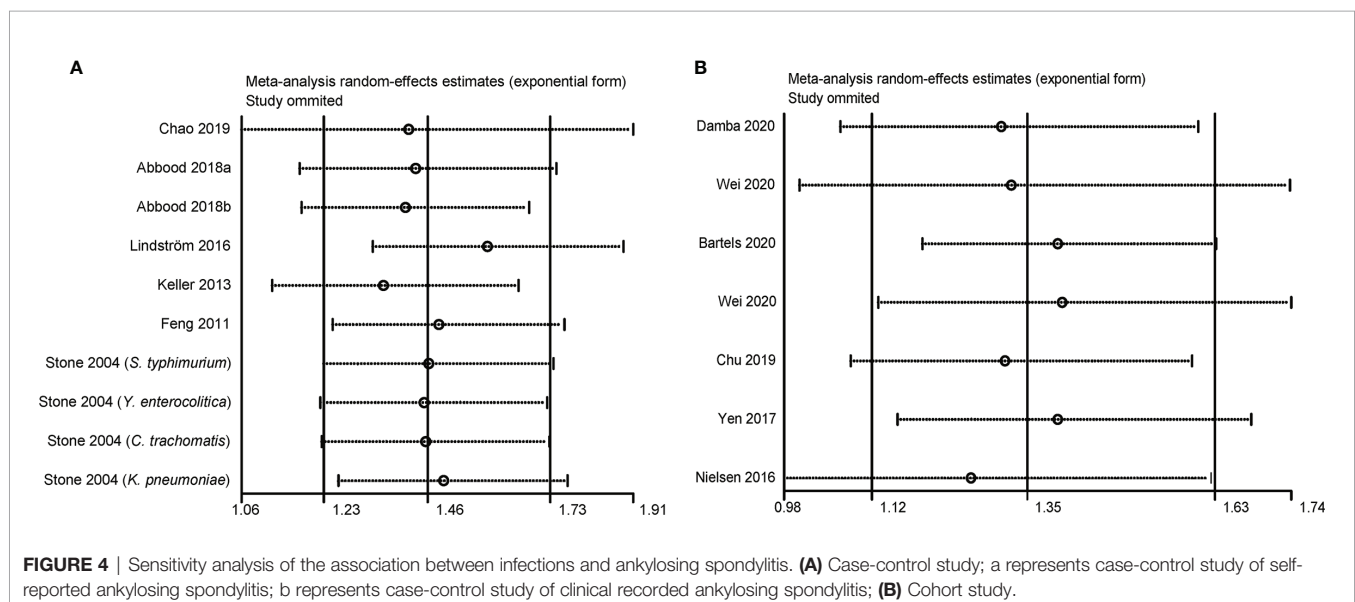 A
Meta-analysis random-effects estimates (exponential form)
Study ommited
Chao 2019
Abbood 2018a
Abbood 2018b
Lindström 2016
Keller 2013
Feng 2011
Stone 2004 (S. typhimurium)
Stone 2004 (Y. enterocolitica)
Stone 2004 (C. trachomatis)
Stone 2004 (K. pneumoniae)
1.06 1.23 1.46 1.73 1.91
B
Meta-analysis random-effects estimates (exponential form)
Study ommited
Damba 2020
Wei 2020
Bartels 2020
Wei 2020
Chu 2019
Yen 2017
Nielsen 2016
0.98 1.12 1.35 1.63 1.74
FIGURE 4 | Sensitivity analysis of the association between infections and ankylosing spondylitis. (A) Case-control study; a represents case-control study of self-
reported ankylosing spondylitis; b represents case-control study of clinical recorded ankylosing spondylitis; (B) Cohort study.